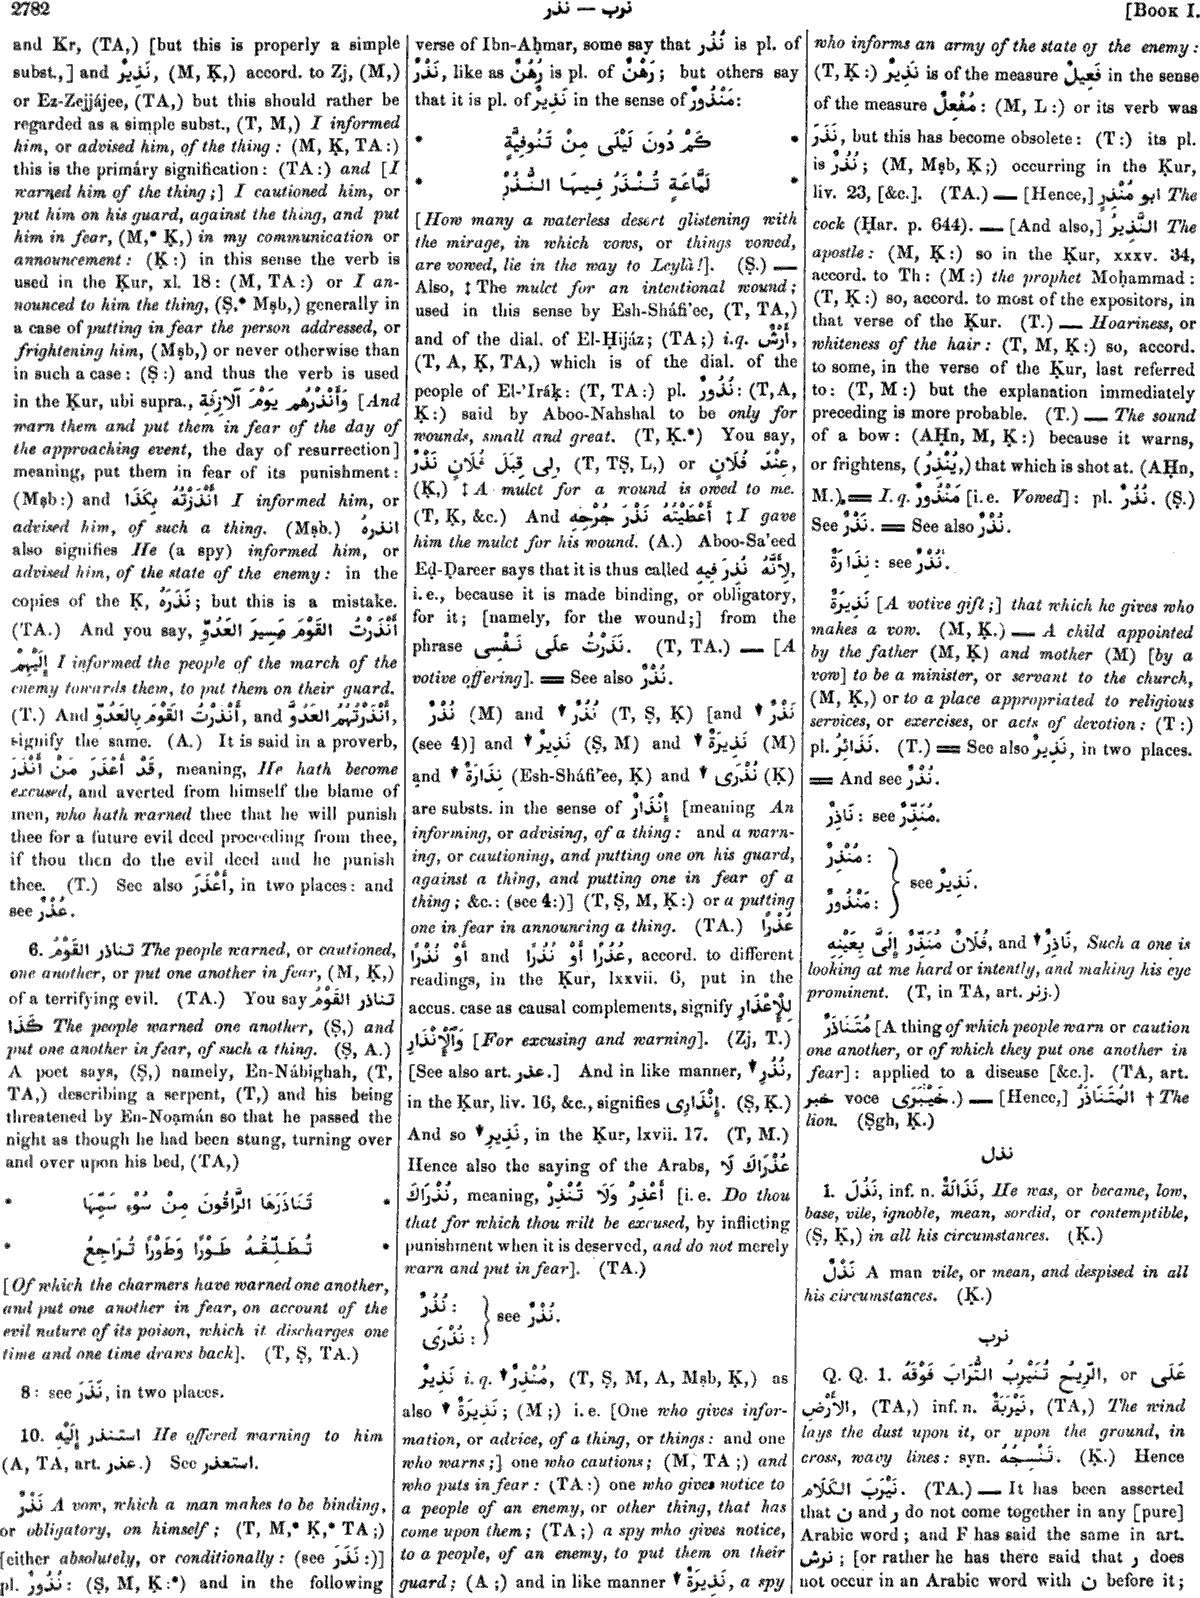 2782
نذر — نرب
[BOOK I.
and Kr, (TA,) [but this is properly a simple
subst.,] and نَذِيرٌ, (M, Ḳ,) accord. to Zj, (M,)
or Ez-Zejjájee, (TA,) but this should rather be
regarded as a simple subst., (T, M,) I informed
him, or advised him, of the thing: (M, Ḳ, TA:)
this is the primáry signification: (TA:) and [I
warned him of the thing;] I cautioned him, or
put him on his guard, against the thing, and put
him in fear, (M,* Ḳ,) in my communication or
announcement: (Ḳ:) in this sense the verb is
used in the Ḳur, xl. 18: (M, TA:) or I an-
nounced to him the thing, (Ṣ,* Mṣb,) generally in
a case of putting in fear the person addressed, or
frightening him, (Mṣb,) or never otherwise than
in such a case: (Ṣ:) and thus the verb is used
in the Ḳur, ubi supra., وَأَنْذِرْهُم يَوْمَ ٱلْآزِفَةِ [And
warn them and put them in fear of the day of
the approaching event, the day of resurrection]
meaning, put them in fear of its punishment:
(Mṣb:) and أَنْذَرْتُهُ بِكَذَا I informed him, or
advised him, of such a thing. (Mṣb.) انذرهُ
also signifies He (a spy) informed him, or
advised him, of the state of the enemy: in the
copies of the Ḳ, نَذَرَهُ; but this is a mistake.
(TA.) And you say, أَنْذَرْتُ القَوْمَ مَسِيرَ العَدُوِّ
إِلَيْهِمْ I informed the people of the march of the
enemy towards them, to put them on their guard.
(T.) And أَنْذَرْتُ القَوْمَ بِالعَدُوِّ, and أَنْذَرْتُهُمُ العَدُوَّ,
signify the same. (A.) It is said in a proverb,
قَدْ أَعْذَرَ مَنْ أَنْذَرَ, meaning, He hath become
excused, and averted from himself the blame of
men, who hath warned thee that he will punish
thee for a future evil deed proceeding from thee,
if thou then do the evil deed and he punish
thee. (T.) See also أَعْذَرَ, in two places: and
see عُذْرٌ.
6. تناذر القَوْمُ The people warned, or cautioned,
one another, or put one another in fear, (M, Ḳ,)
of a terrifying evil. (TA.) You say تناذر القَوْمُ
كَذَا The people warned one another, (Ṣ,) and
put one another in fear, of such a thing. (Ṣ, A.)
A poet says, (Ṣ,) namely, En-Nábighah, (T,
TA,) describing a serpent, (T,) and his being
threatened by En-Noạmán so that he passed the
night as though he had been stung, turning over
and over upon his bed, (TA,)
* تَنَاذَرَهَا الرَّاقُونَ مِنْ سُوْءِ سَمِّهَا *
* تُطَلِّقُهُ طَوْرًا وَطَوْرًا تُرَاجِعُ *
[Of which the charmers have warned one another,
and put one another in fear, on account of the
evil nature of its poison, which it discharges one
time and one time draws back]. (T, Ṣ, TA.)
8: see نَذَرَ, in two places.
10. استنذر إِلَيْهِ He offered warning to him
(A, TA, art. عذر.) See استعذر.
نَذْرٌ A vow, which a man makes to be binding,
or obligatory, on himself; (T, M,* Ḳ,* TA;)
[either absolutely, or conditionally: (see نَذَرَ:)]
pl. نُذُورٌ: (Ṣ, M, Ḳ:*) and in the following
verse of Ibn-Aḥmar, some say that نُذُر is pl. of
نَذْرٌ, like as رُهُنٌ is pl. of رَهْنٌ; but others say
that it is pl. of نَذِيرٌ in the sense of مَنْذُورٌ:
* كَمْ دُونَ لَيْلَى مِنْ تَنُوفِيَّةٍ *
* لَمَّاعَةٍ تُنْذَرُ فِيهَا النُّذُرْ *
[How many a waterless desert glistening with
the mirage, in which vows, or things vowed,
are vowed, lie in the way to Leylà!]. (Ṣ.) —
Also, ‡ The mulct for an intentional wound;
used in this sense by Esh-Sháfi'ee, (T, TA,)
and of the dial. of El-Ḥijáz; (TA;) i.q. أَرْشٌ,
(T, A, Ḳ, TA,) which is of the dial. of the
people of El-'Iráḳ: (T, TA:) pl. نُذُورٌ: (T, A,
Ḳ:) said by Aboo-Nahshal to be only for
wounds, small and great. (T, Ḳ.*) You say,
لِى قِبَلَ فُلَانٍ نَذْرٌ, (T, TṢ, L,) or عِنْدَ فُلَانٍ,
(Ḳ,) ‡ A mulct for a wound is owed to me.
(T, Ḳ, &c.) And أَعْطَيْتُهُ نَذْرَ جُرْحِهِ ‡ I gave
him the mulct for his wound. (A.) Aboo-Sa'eed
Eḍ-Ḍareer says that it is thus called لِأَنَّهُ نُذِرَ فِيهِ,
i. e., because it is made binding, or obligatory,
for it; [namely, for the wound;] from the
phrase نَذَرْتُ عَلَى نَفْسِى. (T, TA.) — [A
votive offering]. ═ See also نُذْرٌ.
نُذْرٌ (M) and ▼ نُذُرٌ (T, Ṣ, Ḳ) [and ▼ نَذْرٌ
(see 4)] and ▼ نَذِيرٌ (Ṣ, M) and ▼ نَذِيرَةٌ (M)
and ▼ نِذَارَةٌ (Esh-Sháfi'ee, Ḳ) and ▼ نُذْرَى (Ḳ)
are substs. in the sense of إِنْذَارٌ [meaning An
informing, or advising, of a thing: and a warn-
ing, or cautioning, and putting one on his guard,
against a thing, and putting one in fear of a
thing; &c.: (see 4:)] (T, Ṣ, M, Ḳ:) or a putting
one in fear in announcing a thing. (TA.) عُذْرًا
أَوْ نُذْرًا and عُذُرًا أَوْ نُذُرًا, accord. to different
readings, in the Ḳur, lxxvii. 6, put in the
accus. case as causal complements, signify لِلْإِعْذَارِ
وَٱلْإِنْذَارِ [For excusing and warning]. (Zj, T.)
[See also art. عذر.] And in like manner, ▼ نُذُرِ,
in the Ḳur, liv. 16, &c., signifies إِنْذَارِى. (Ṣ, Ḳ.)
And so ▼ نَذِيرِ, in the Ḳur, lxvii. 17. (T, M.)
Hence also the saying of the Arabs, عُذْرَاكَ لَا
نُذْرَاكَ, meaning, أَعْذِرْ وَلَا تُنْذِرْ [i. e. Do thou
that for which thou wilt be excused, by inflicting
punishment when it is deserved, and do not merely
warn and put in fear]. (TA.)
نُذُرٌ :
نُذْرَى : } see نُذْرٌ.
نَذِيرٌ i. q. ▼ مُنْذِرٌ, (T, Ṣ, M, A, Mṣb, Ḳ,) as
also ▼ نَذِيرَةٌ; (M;) i. e. [One who gives infor-
mation, or advice, of a thing, or things: and one
who warns;] one who cautions; (M, TA;) and
who puts in fear: (TA:) one who gives notice to
a people of an enemy, or other thing, that has
come upon them; (TA;) a spy who gives notice,
to a people, of an enemy, to put them on their
guard; (A;) and in like manner ▼ نَذِيرَةٌ, a spy
who informs an army of the state of the enemy:
(T, Ḳ:) نَذِيرٌ is of the measure فَعِيلٌ in the sense
of the measure مُفْعِلٌ: (M, L:) or its verb was
نَذَرَ, but this has become obsolete: (T:) its pl.
is نُذُرٌ; (M, Mṣb, Ḳ;) occurring in the Ḳur,
liv. 23, [&c.]. (TA.) — [Hence,] ابو مُنْذِرٍ The
cock (Ḥar. p. 644). — [And also,] النَّذِيرُ The
apostle: (M, Ḳ:) so in the Ḳur, xxxv. 34,
accord. to Th: (M:) the prophet Moḥammad:
(T, Ḳ:) so, accord. to most of the expositors, in
that verse of the Ḳur. (T.) — Hoariness, or
whiteness of the hair: (T, M, Ḳ:) so, accord.
to some, in the verse of the Ḳur, last referred
to: (T, M:) but the explanation immediately
preceding is more probable. (T.) — The sound
of a bow: (AḤn, M, Ḳ:) because it warns,
or frightens, (يُنْذِرُ,) that which is shot at. (AḤn,
M.) ═ I. q. مَنْذُورٌ [i. e. Vowed]: pl. نُذُرٌ. (Ṣ.)
See نَذْرٌ. ═ See also نُذْرٌ.
نِذَارَةٌ: see نُذْرٌ.
نَذِيرَةٌ [A votive gift;] that which he gives who
makes a vow. (M, Ḳ.) — A child appointed
by the father (M, Ḳ) and mother (M) [by a
vow] to be a minister, or servant to the church,
(M, Ḳ,) or to a place appropriated to religious
services, or exercises, or acts of devotion: (T:)
pl. نَذَائِرُ. (T.) ═ See also نَذِيرٌ, in two places.
═ And see نُذْرٌ.
نَاذِرٌ: see مُنَذِّرٌ.
مُنْذِرٌ:
مَنْذُورٌ: } see نَذِيرٌ.
فُلَانٌ مُنَذِّرٌ إِلَىَّ بِعَيْنِهِ, and ▼ نَاذِرٌ, Such a one is
looking at me hard or intently, and making his eye
prominent. (T, in TA, art. زنر.)
مُتَنَاذَرٌ [A thing of which people warn or caution
one another, or of which they put one another in
fear]: applied to a disease [&c.]. (TA, art.
خبر voce خَيْبَرَى.) — [Hence,] المُتَنَاذَرُ † The
lion. (Ṣgh, Ḳ.)
نذل
1. نَذُلَ, inf. n. نَذَالَةٌ, He was, or became, low,
base, vile, ignoble, mean, sordid, or contemptible,
(Ṣ, Ḳ,) in all his circumstances. (Ḳ.)
نَذْلٌ A man vile, or mean, and despised in all
his circumstances. (Ḳ.)
نرب
Q. Q. 1. الرِّيحُ تُنَيْرِبُ التُّرَابَ فَوْقَهُ, or عَلَى
الأَرْضِ, (TA,) inf. n. نَيْرَبَةٌ, (TA,) The wind
lays the dust upon it, or upon the ground, in
cross, wavy lines: syn. تَنْسِجُهُ. (Ḳ.) Hence
نَيْرَبَ الكَلَامَ. (TA.) — It has been asserted
that ن and ر do not come together in any [pure]
Arabic word; and F has said the same in art.
نرش; [or rather he has there said that ر does
not occur in an Arabic word with ن before it;